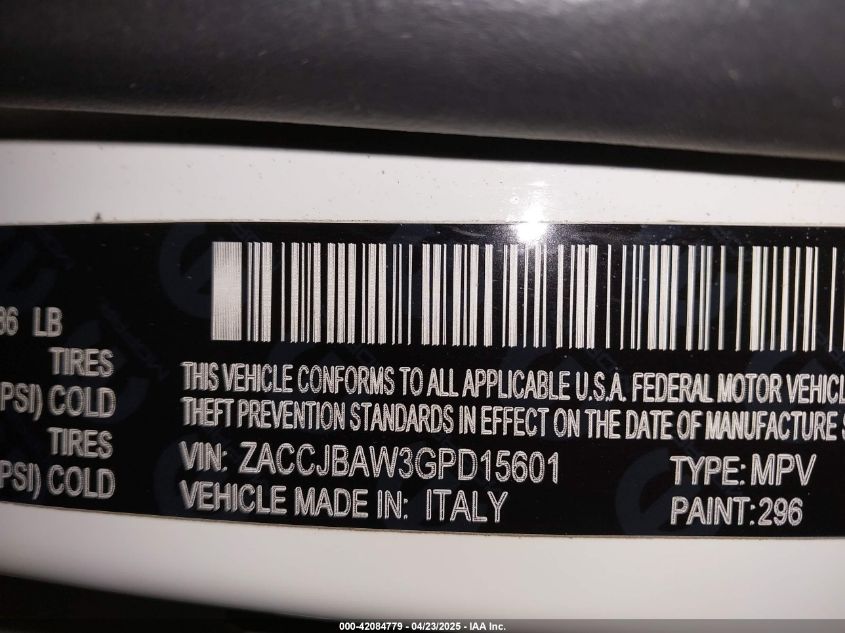 86 LB
TIRES
PSI) COLD
TIRES
PSI) COLD
THIS VEHICLE CONFORMS TO ALL APPLICABLE U.S.A. FEDERAL MOTOR VEHICL
THEFT PREVENTION STANDARDS IN EFFECT ON THE DATE OF MANUFACTURE S
VIN: ZACCJBAW3GPD15601 TYPE: MPV
VEHICLE MADE IN: ITALY PAINT: 296
000-42084779 - 04/23/2025 - IAA Inc.